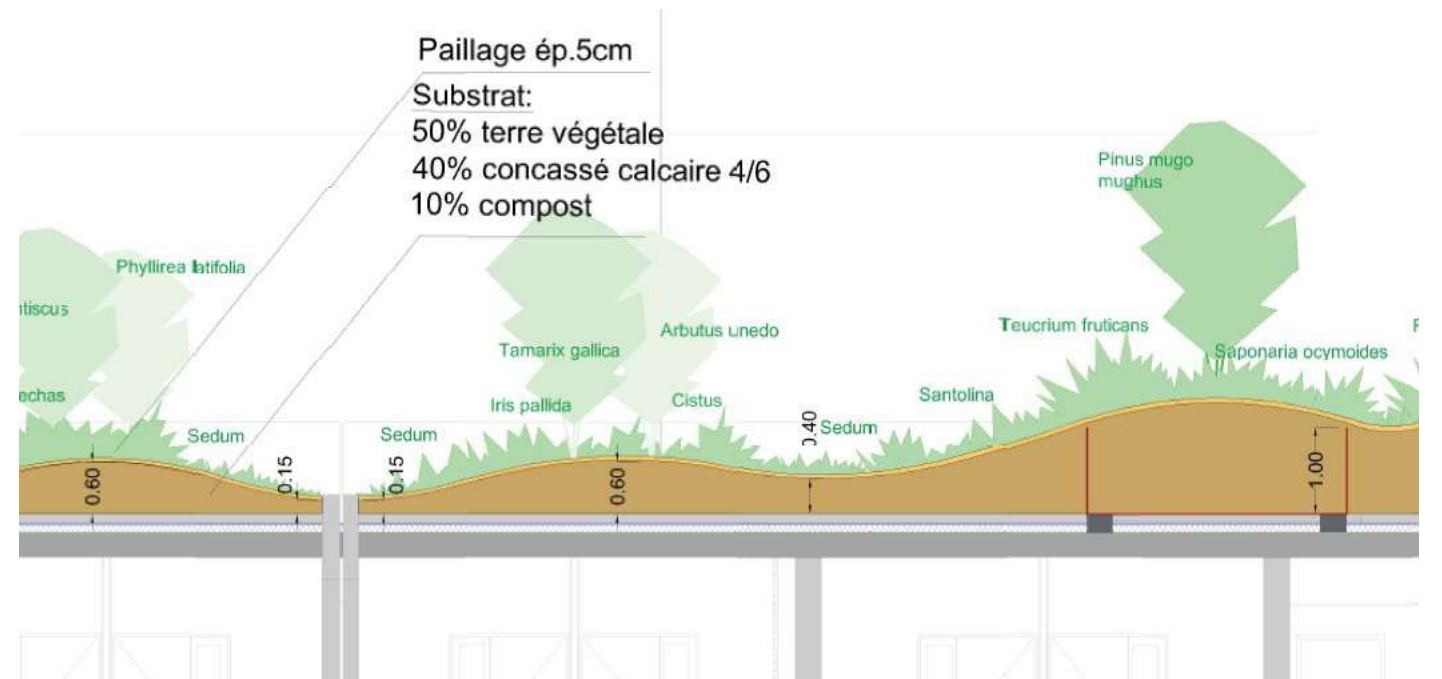 Paillage ép.5cm
Substrat:
50% terre végétale
40% concassé calcaire 4/6
10% compost
Pinus mugo
mughus
Phyllirea latifolia
ntiscus
Arbutus unedo
Teucrium fruticans
Tamarix gallica
Saponaria ocymoides
echas
Iris pallida
Cistus
Santolina
Sedum
Sedum
Sedum
0.60
0.15
0.15
0.60
0.40
1.00